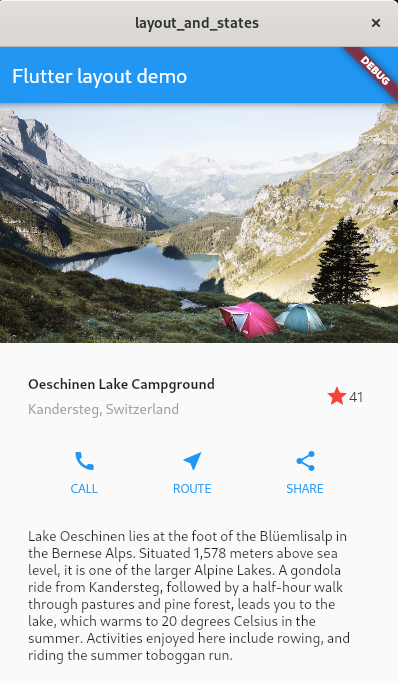 layout_and_states
Flutter layout demo
DEBUG
Oeschinen Lake Campground
Kandersteg, Switzerland
41
CALL
ROUTE
SHARE
Lake Oeschinen lies at the foot of the Blüemlisalp in
the Bernese Alps. Situated 1,578 meters above sea
level, it is one of the larger Alpine Lakes. A gondola
ride from Kandersteg, followed by a half-hour walk
through pastures and pine forest, leads you to the
lake, which warms to 20 degrees Celsius in the
summer. Activities enjoyed here include rowing, and
riding the summer toboggan run.